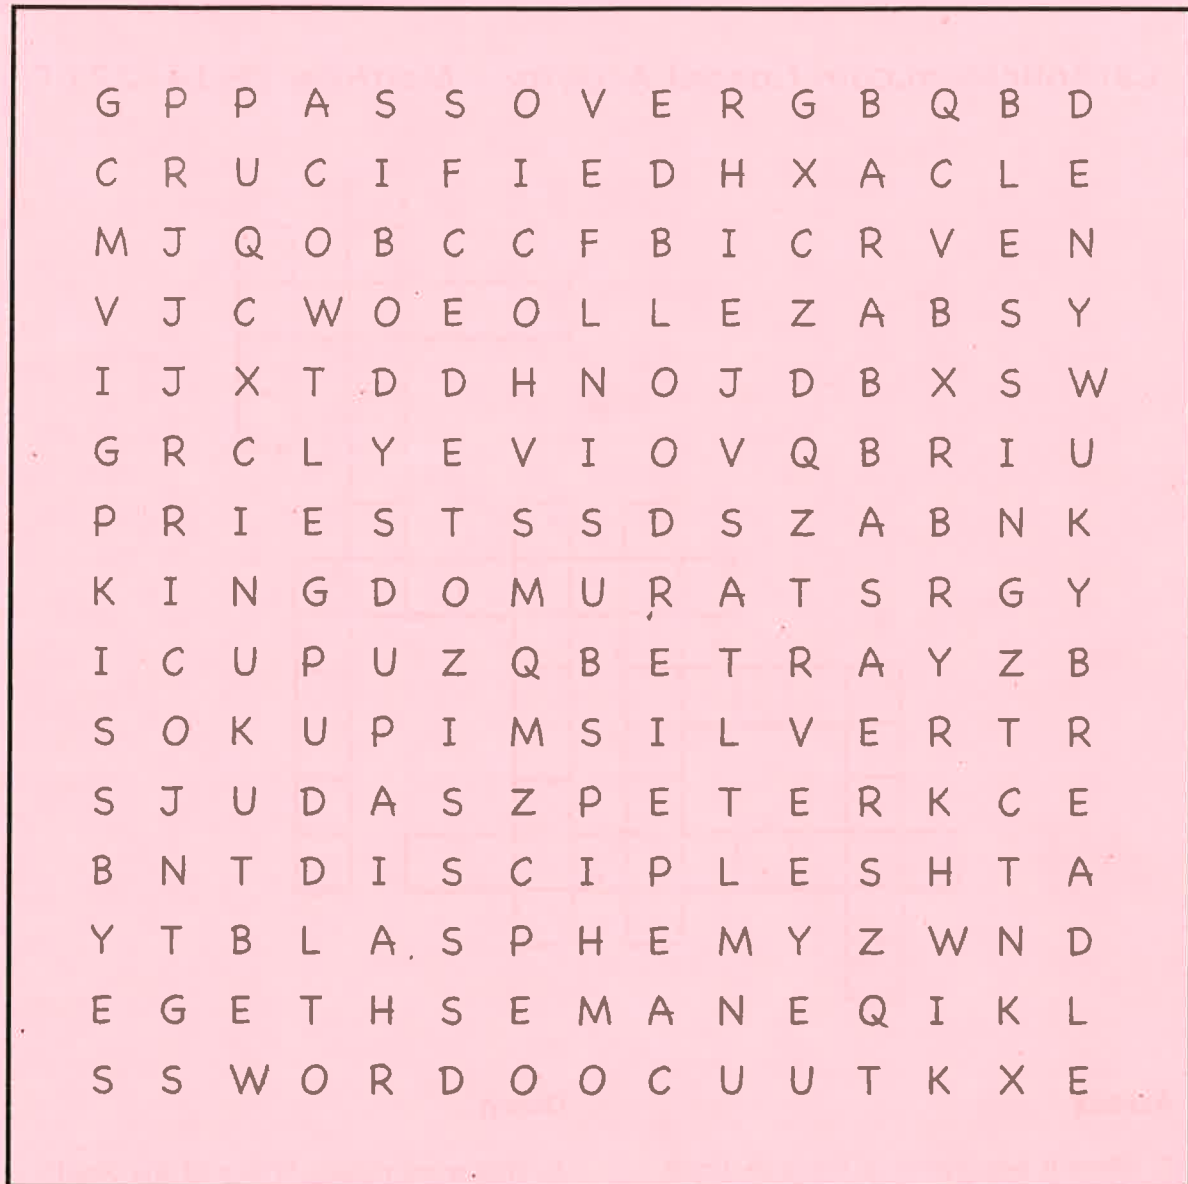 G P P A S S O V E R G B Q B D
C R U C I F I E D H X A C L E
M J Q O B C C F B I C R V E N
V J C W O E O L L E Z A B S Y
I J X T D D H N O J D B X S W
G R C L Y E V I O V Q B R I U
P R I E S T S S D S Z A B N K
K I N G D O M U R A T S R G Y
I C U P U Z Q B E T R A Y Z B
S O K U P I M S I L V E R T R
S J U D A S Z P E T E R K C E
B N T D I S C I P L E S H T A
Y T B L A S P H E M Y Z W N D
E G E T H S E M A N E Q I K L
S S W O R D O O C U U T K X E